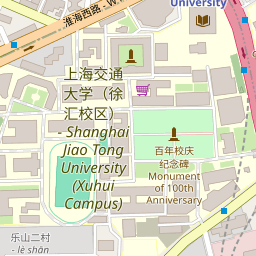 淮海西路 - W.
University
上海交通
大学（徐
汇校区）
- Shanghai
Jiao Tong
University
(Xuhui
Campus)
百年校庆
纪念碑
Monument
of 100th
Anniversary
乐山二村
- lè shān